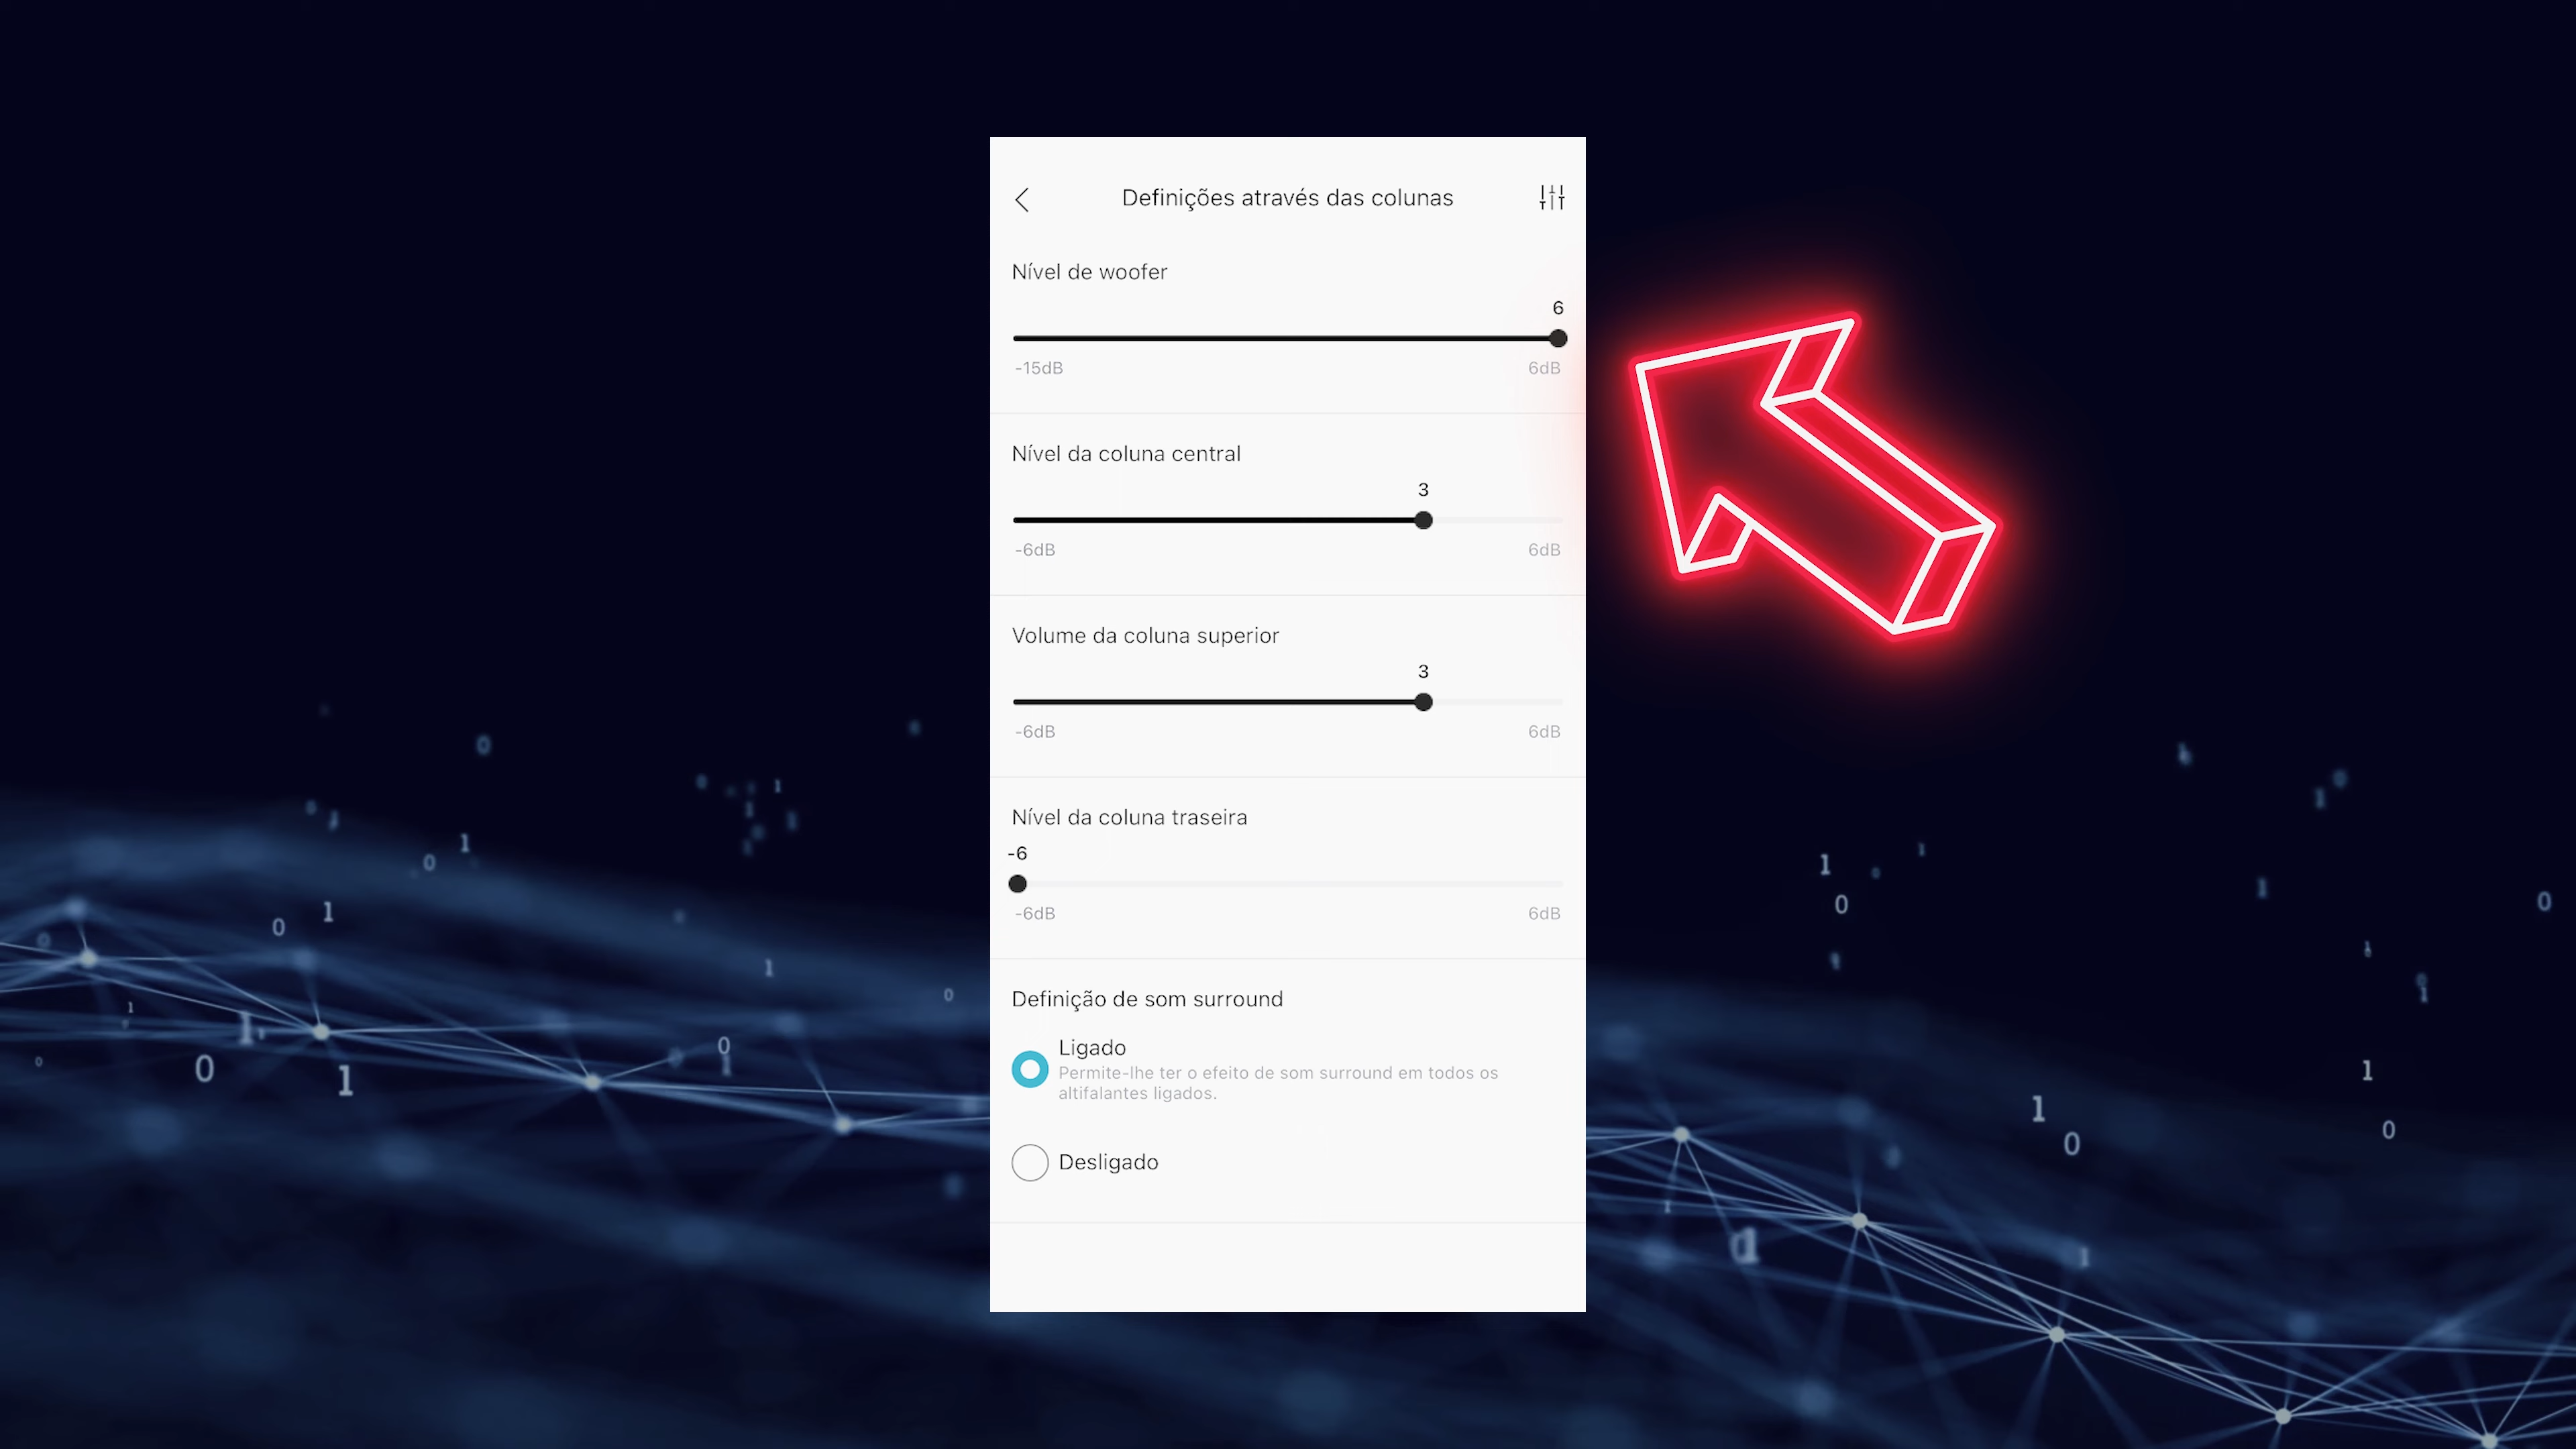 Definições através das colunas
Nível de woofer
6
-15dB 6dB
Nível da coluna central
3
-6dB 6dB
Volume da coluna superior
3
-6dB 6dB
Nível da coluna traseira
-6
-6dB 6dB
Definição de som surround
Ligado
Permite-lhe ter o efeito de som surround em todos os
altifalantes ligados.
Desligado